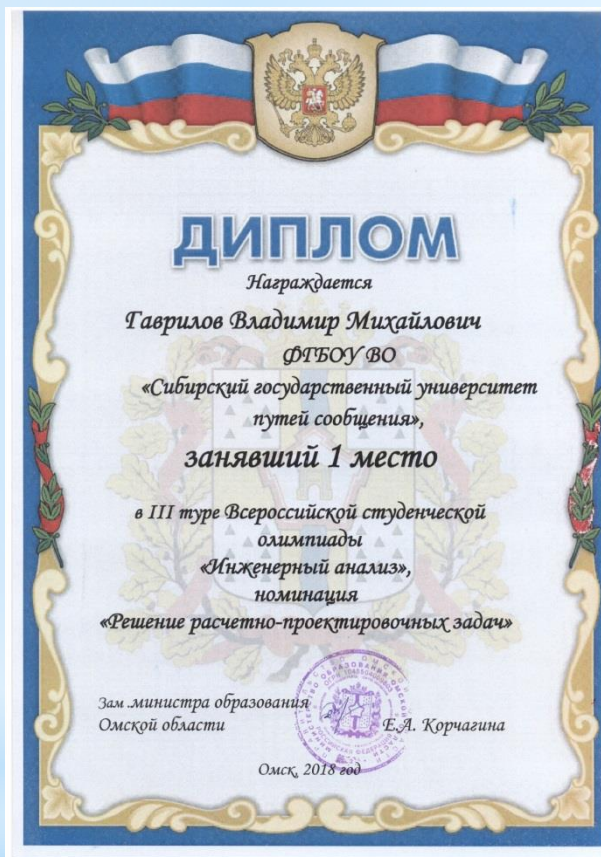 ДИПЛОМ
Награждается
Гаврилов Владимир Михайлович
ФГБОУ ВО
«Сибирский государственный университет
путей сообщения»,
занявший 1 место
в III туре Всероссийской студенческой
олимпиады
«Инженерный анализ»,
номинация
«Решение расчетно-проектировочных задач»
Зам .министра образования
Омской области
Е.А. Корчагина
Омск, 2018 год